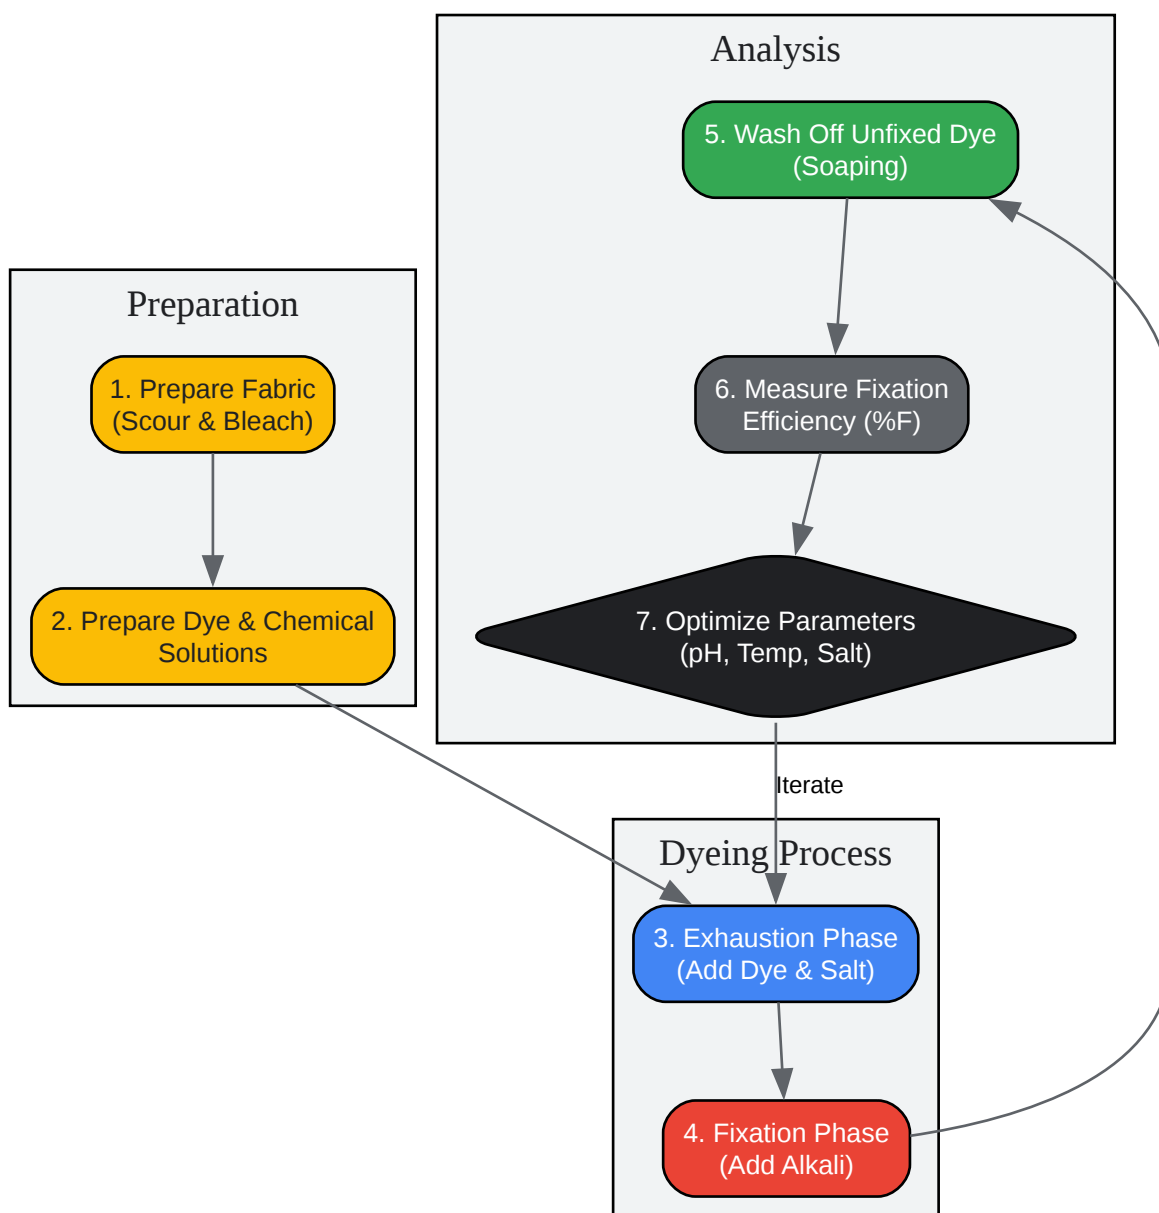 Preparation
1. Prepare Fabric
(Scour & Bleach)
2. Prepare Dye & Chemical
Solutions
Analysis
5. Wash Off Unfixed Dye
(Soaping)
6. Measure Fixation
Efficiency (%F)
7. Optimize Parameters
(pH, Temp, Salt)
Iterate
Dyeing Process
3. Exhaustion Phase
(Add Dye & Salt)
4. Fixation Phase
(Add Alkali)